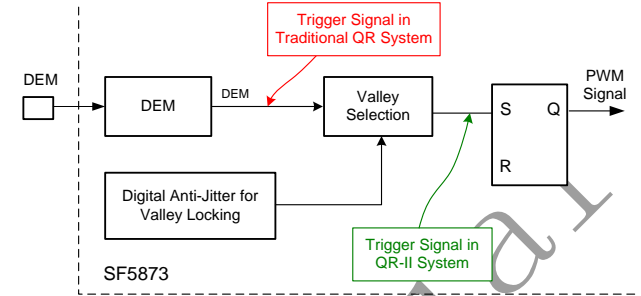 Trigger Signal in
Traditional QR System
DEM
DEM
DEM
Valley
Selection
PWM
Signal
S
Q
R
Digital Anti-Jitter for
Valley Locking
Trigger Signal in
QR-II System
SF5873